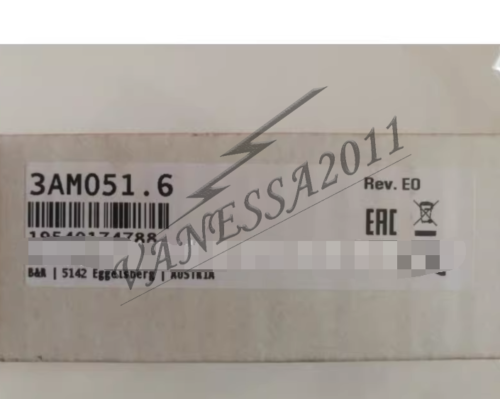 3AM051.6
Rev. E0
EAC
B&R | 5142 Eggelsberg | AUSTRIA
VANESSA2011